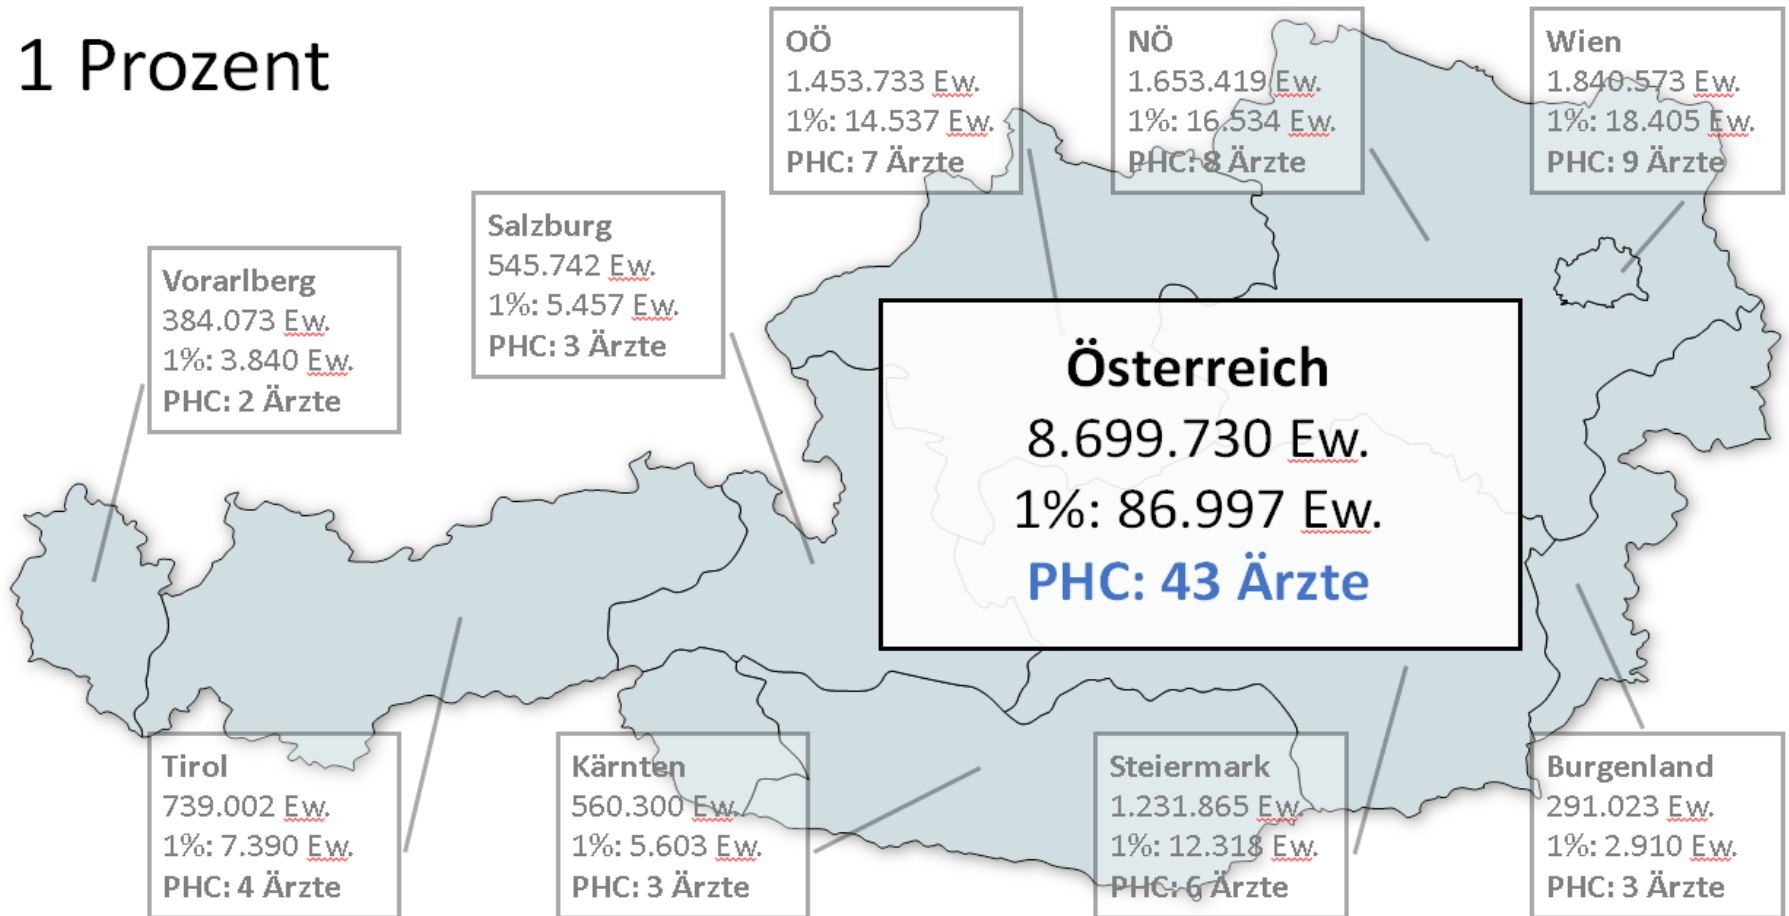 1 Prozent
OÖ
1.453.733 Ew.
1%: 14.537 Ew.
PHC: 7 Ärzte
NÖ
1.653.419 Ew.
1%: 16.534 Ew.
PHC: 8 Ärzte
Wien
1.840.573 Ew.
1%: 18.405 Ew.
PHC: 9 Ärzte
Salzburg
545.742 Ew.
1%: 5.457 Ew.
PHC: 3 Ärzte
Vorarlberg
384.073 Ew.
1%: 3.840 Ew.
PHC: 2 Ärzte
Österreich
8.699.730 Ew.
1%: 86.997 Ew.
PHC: 43 Ärzte
Tirol
739.002 Ew.
1%: 7.390 Ew.
PHC: 4 Ärzte
Kärnten
560.300 Ew.
1%: 5.603 Ew.
PHC: 3 Ärzte
Steiermark
1.231.865 Ew.
1%: 12.318 Ew.
PHC: 6 Ärzte
Burgenland
291.023 Ew.
1%: 2.910 Ew.
PHC: 3 Ärzte